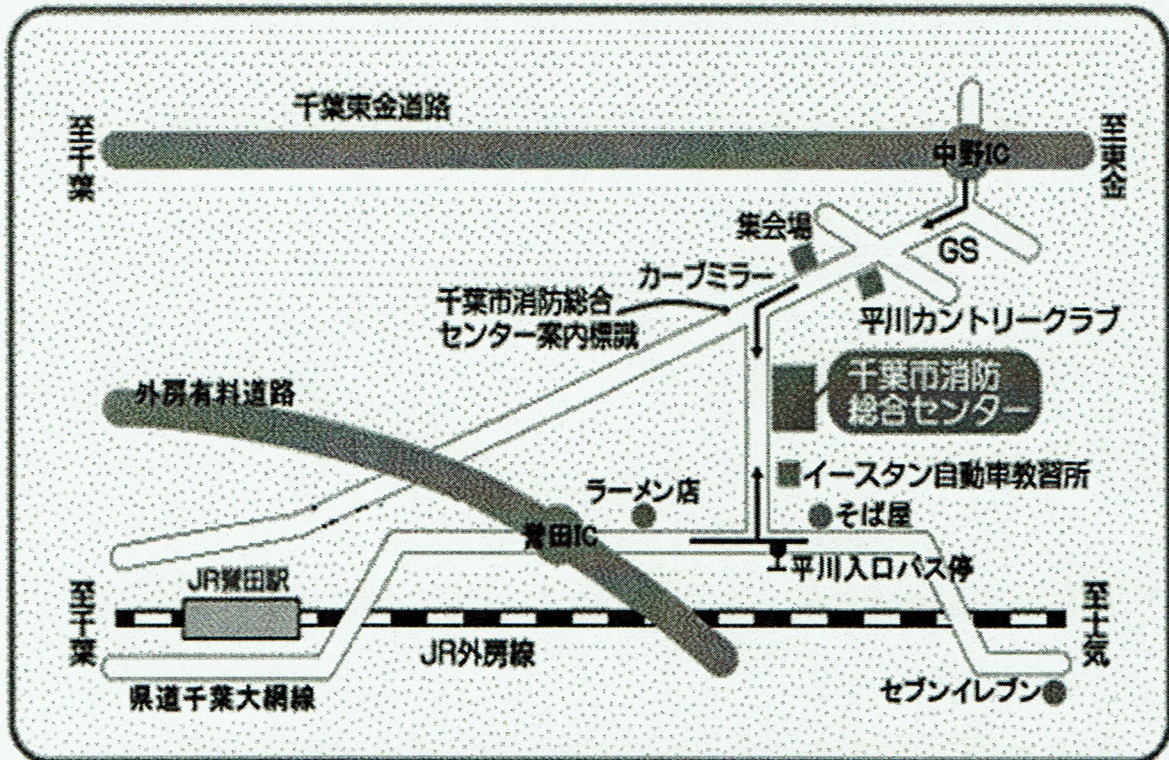 千葉東金道路
至千葉
中野IC
至東金
集会場
GS
カーブミラー
千葉市消防総合
センター案内標識
平川カントリークラブ
外房有料道路
千葉市消防
総合センター
イースタン自動車教習所
ラーメン店
そば屋
誉田IC
平川入口バス停
JR誉田駅
至千葉
至土気
JR外房線
県道千葉大網線
セブンイレブン